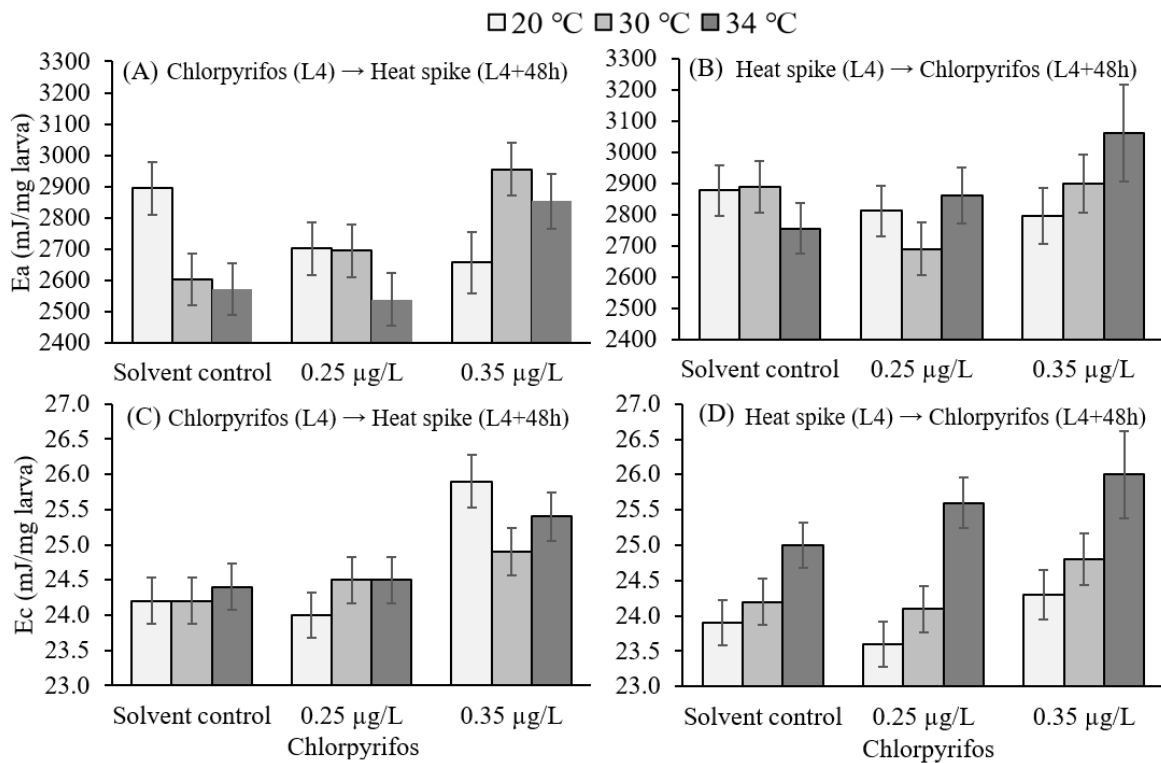 20 °C 30 °C 34 °C
(A) Chlorpyrifos (L4) → Heat spike (L4+48h)
Ea (mJ/mg larva)
3300
3200
3100
3000
2900
2800
2700
2600
2500
2400
Solvent control 0.25 µg/L 0.35 µg/L
(B) Heat spike (L4) → Chlorpyrifos (L4+48h)
3300
3200
3100
3000
2900
2800
2700
2600
2500
2400
Solvent control 0.25 µg/L 0.35 µg/L
(C) Chlorpyrifos (L4) → Heat spike (L4+48h)
Ec (mJ/mg larva)
27.0
26.5
26.0
25.5
25.0
24.5
24.0
23.5
23.0
Solvent control 0.25 µg/L 0.35 µg/L
Chlorpyrifos
(D) Heat spike (L4) → Chlorpyrifos (L4+48h)
27.0
26.5
26.0
25.5
25.0
24.5
24.0
23.5
23.0
Solvent control 0.25 µg/L 0.35 µg/L
Chlorpyrifos